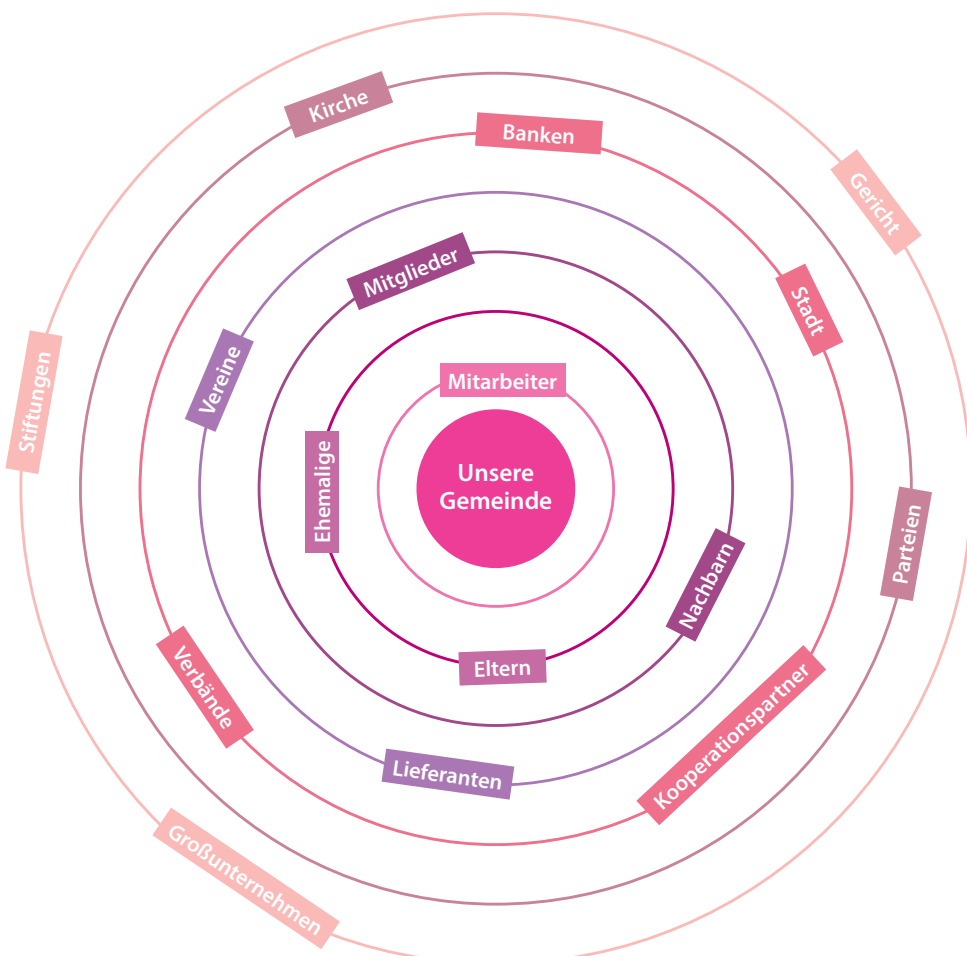 Kirche
Banken
Gericht
Mitglieder
Stadt
Vereine
Stiftungen
Mitarbeiter
Ehemalige
Unsere
Gemeinde
Parteien
Nachbarn
Eltern
Verbände
Kooperationspartner
Lieferanten
Großunternehmen